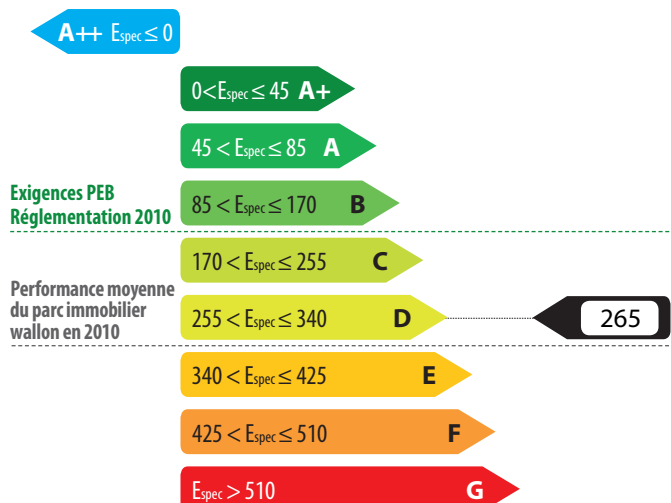 A++ Espec ≤ 0
0<Espec ≤ 45 A+
45 < Espec ≤ 85 A
Exigences PEB
Réglementation 2010
85 < Espec ≤ 170 B
170 < Espec ≤ 255 C
Performance moyenne
du parc immobilier
wallon en 2010
255 < Espec ≤ 340 D
265
340 < Espec ≤ 425 E
425 < Espec ≤ 510 F
Espec > 510 G